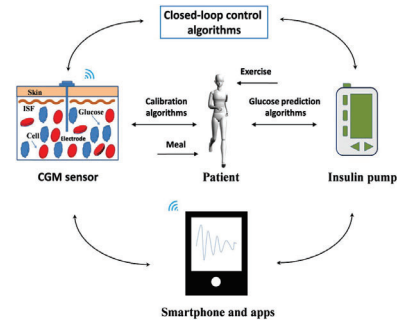 Closed-loop control
algorithms
Skin
ISF
Glucose
Cell
Electrode
CGM sensor
Calibration
algorithms
Meal
Exercise
Patient
Glucose prediction
algorithms
Insulin pump
Smartphone and apps